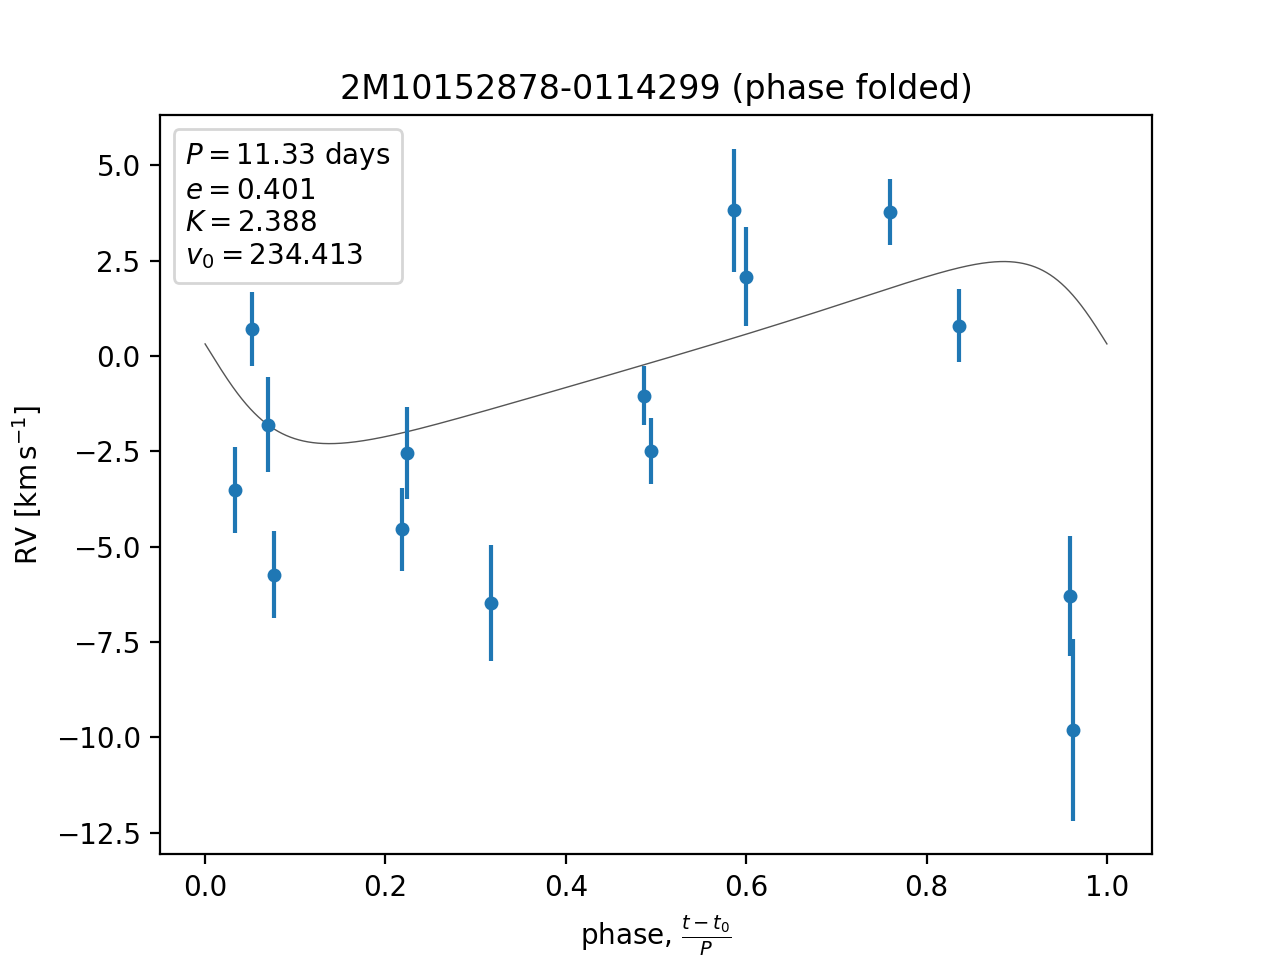 2M10152878-0114299 (phase folded)
P = 11.33 days
e = 0.401
K = 2.388
v₀ = 234.413
5.0
2.5
0.0
−2.5
−5.0
−7.5
−10.0
−12.5
RV [km s⁻¹]
0.0 0.2 0.4 0.6 0.8 1.0
phase, (t − t₀)/P